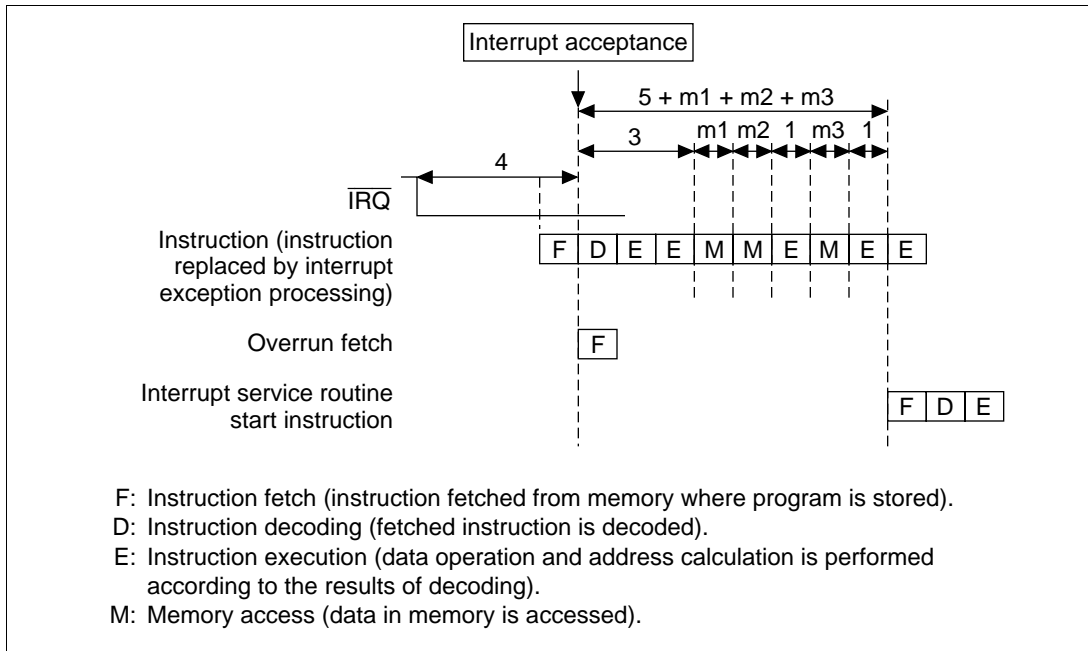 Interrupt acceptance
5 + m1 + m2 + m3
3 m1 m2 1 m3 1
4
IRQ
Instruction (instruction
replaced by interrupt
exception processing)
F D E E M M E M E E
Overrun fetch
F
Interrupt service routine
start instruction
F D E
F: Instruction fetch (instruction fetched from memory where program is stored).
D: Instruction decoding (fetched instruction is decoded).
E: Instruction execution (data operation and address calculation is performed
according to the results of decoding).
M: Memory access (data in memory is accessed).